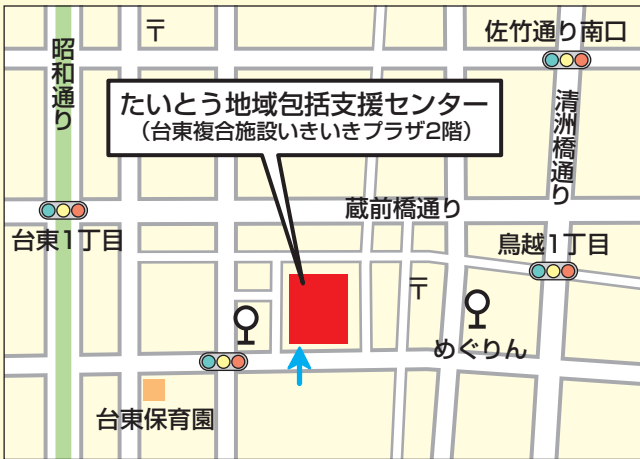 〒
佐竹通り南口
昭和通り
清洲橋通り
たいとう地域包括支援センター
（台東複合施設いきいきプラザ2階）
蔵前橋通り
台東1丁目
鳥越1丁目
〒
めぐりん
台東保育園